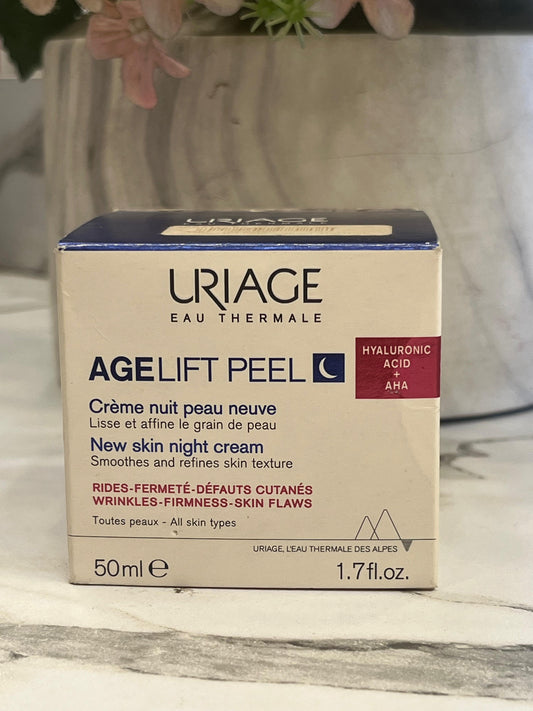 URIAGE
URIAGE
EAU THERMALE
AGELIFT PEEL
HYALURONIC
ACID
+
AHA
Crème nuit peau neuve
Lisse et affine le grain de peau
New skin night cream
Smoothes and refines skin texture
RIDES-FERMETÉ-DÉFAUTS CUTANÉS
WRINKLES-FIRMNESS-SKIN FLAWS
Toutes peaux - All skin types
URIAGE, L'EAU THERMALE DES ALPES
50ml ℮
1.7fl.oz.